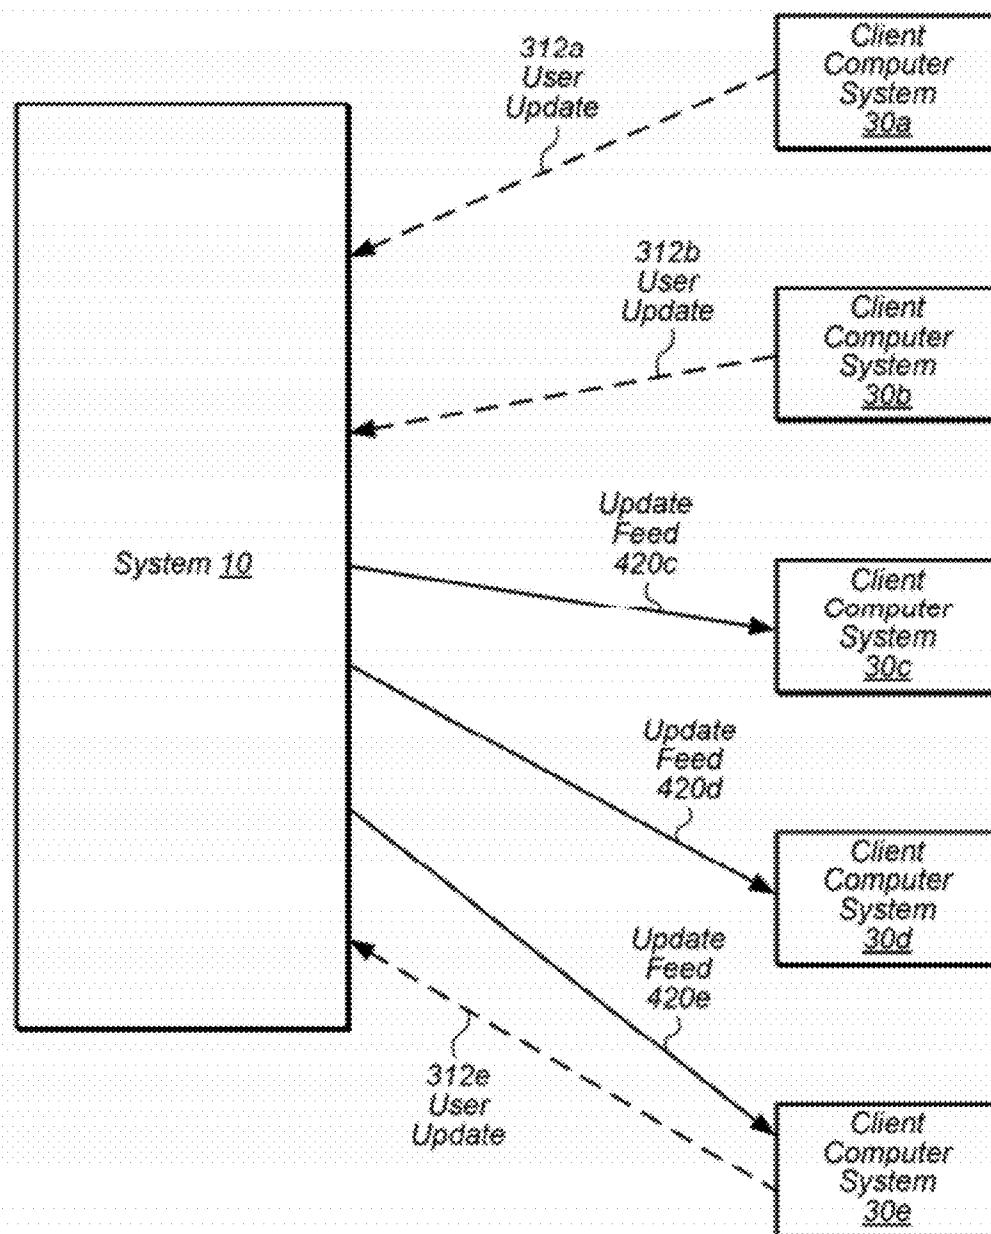 312a
User
Update
Client
Computer
System
30a
312b
User
Update
Client
Computer
System
30b
System 10
Update
Feed
420c
Client
Computer
System
30c
Update
Feed
420d
Client
Computer
System
30d
Update
Feed
420e
312e
User
Update
Client
Computer
System
30e